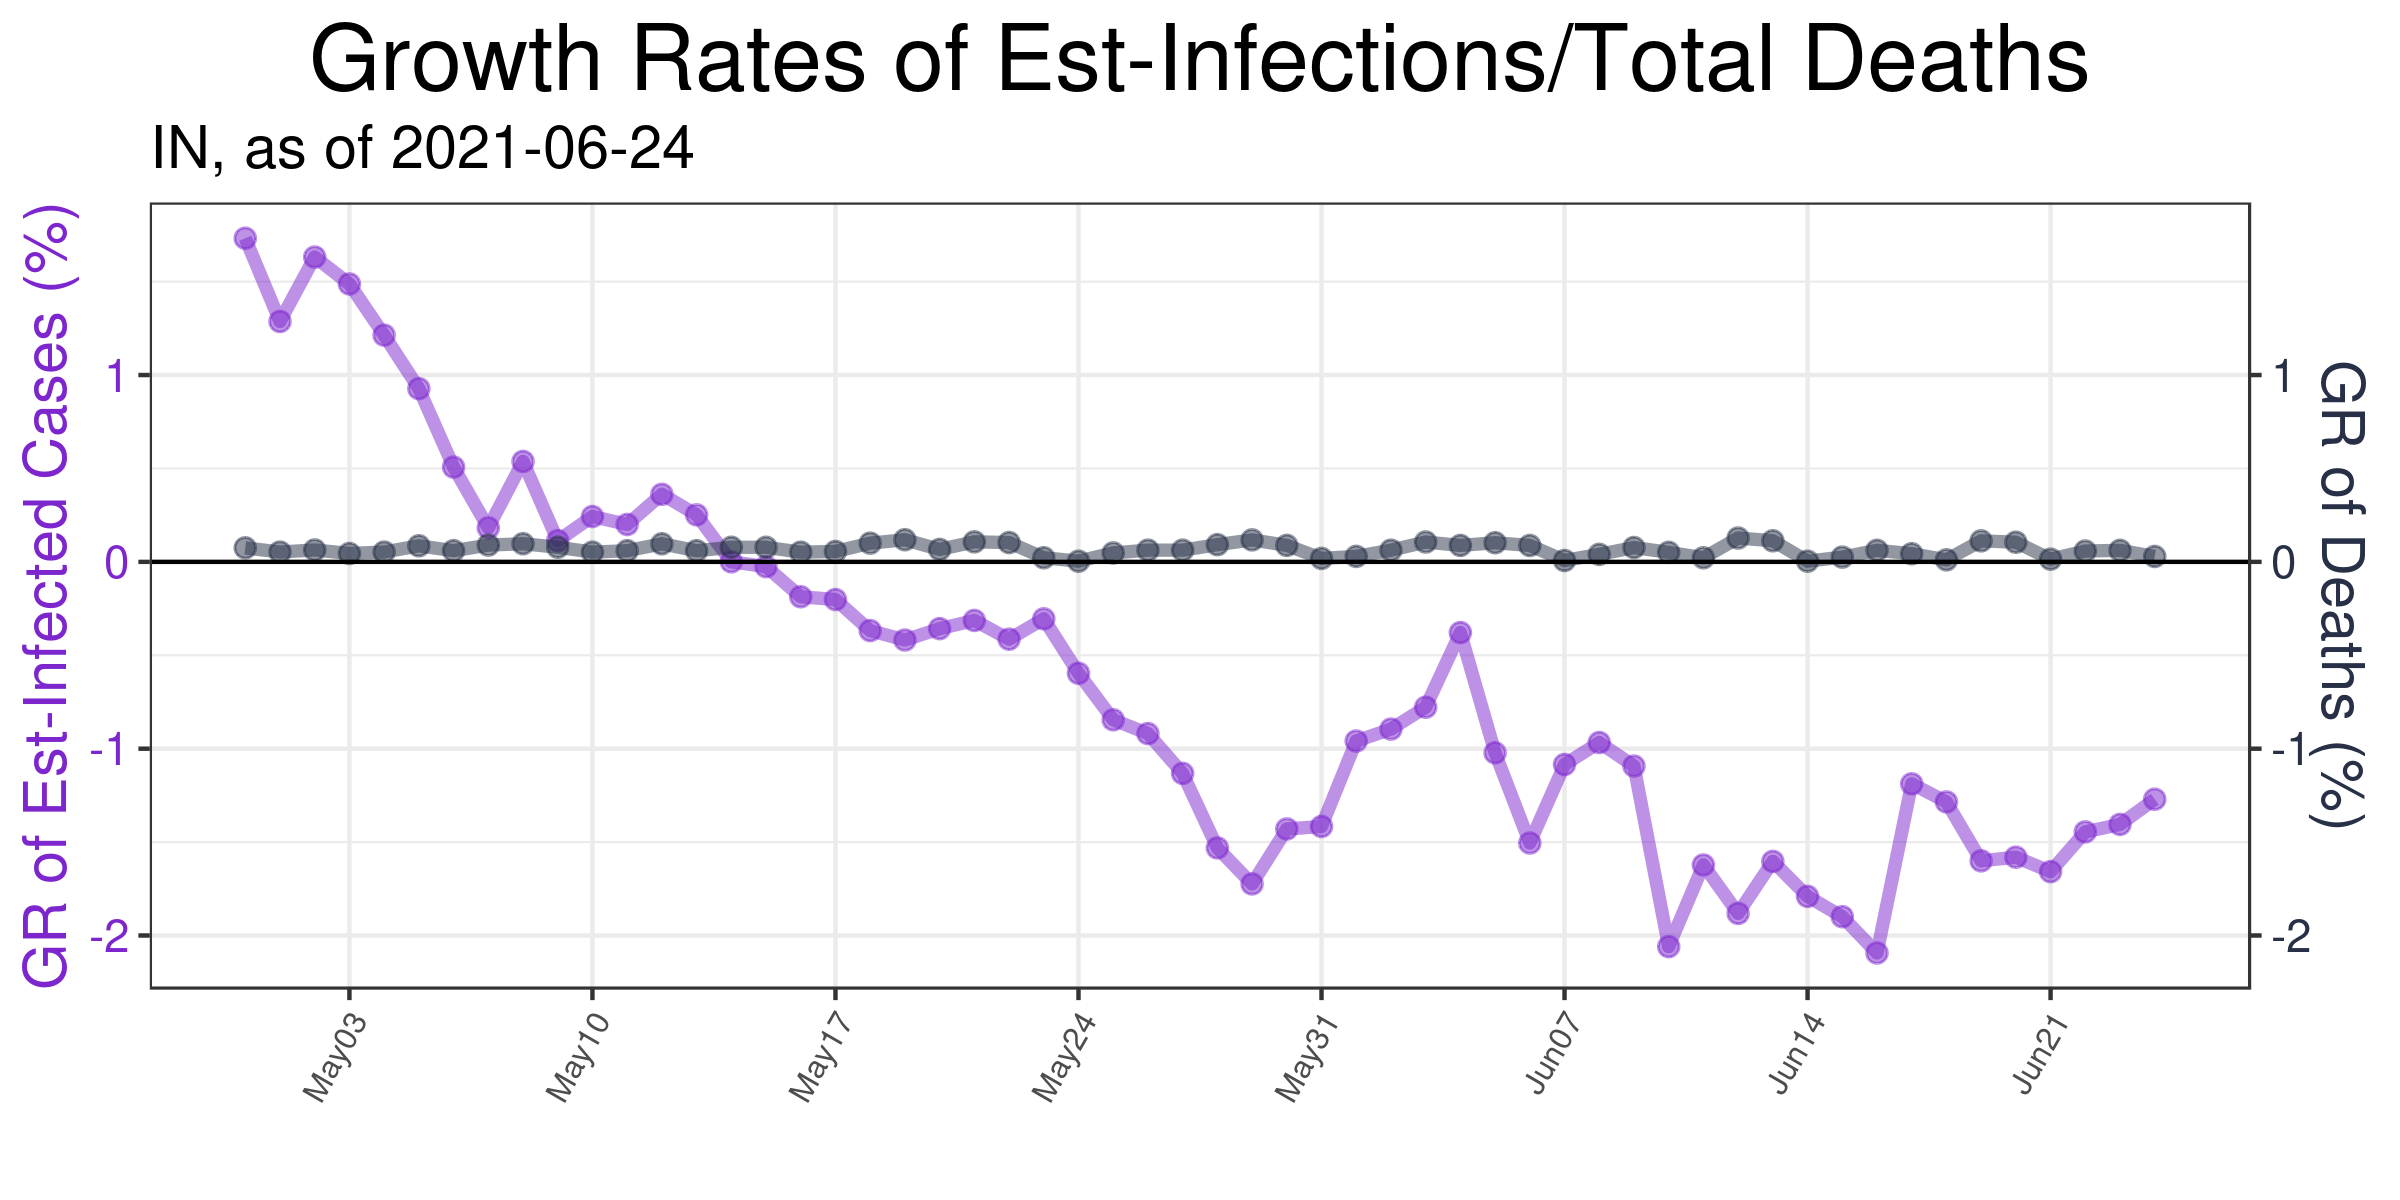 Growth Rates of Est-Infections/Total Deaths
IN, as of 2021-06-24
GR of Est-Infected Cases (%)
1
0
-1
-2
1
0
-1
-2
GR of Deaths (%)
May03
May10
May17
May24
May31
Jun07
Jun14
Jun21